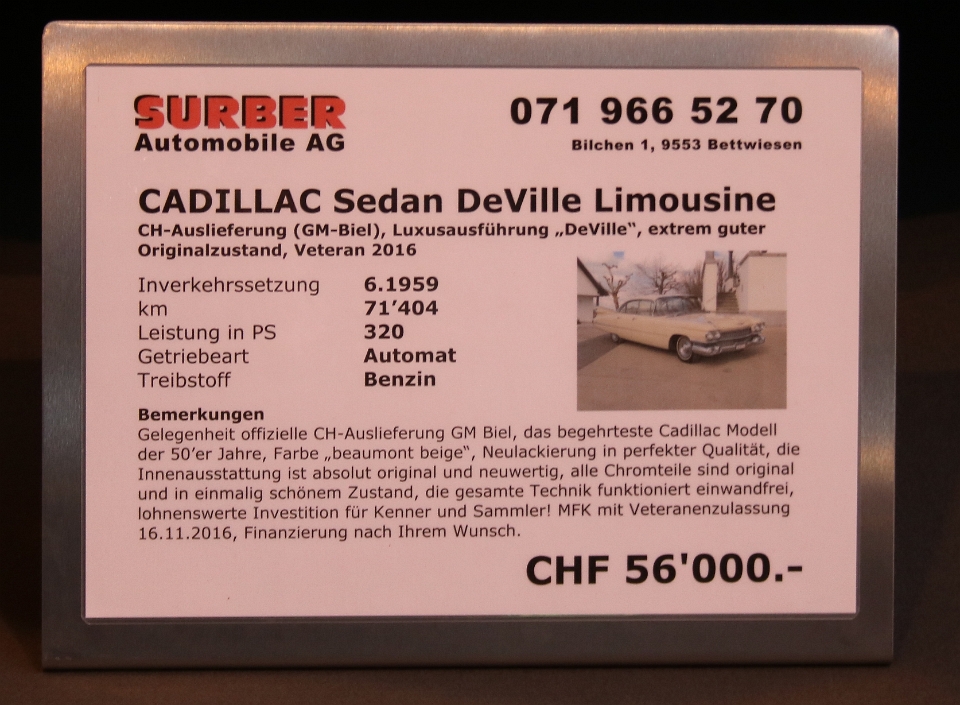 SURBER
Automobile AG
071 966 52 70
Bilchen 1, 9553 Bettwiesen
CADILLAC Sedan DeVille Limousine
CH-Auslieferung (GM-Biel), Luxusausführung „DeVille“, extrem guter
Originalzustand, Veteran 2016
Inverkehrssetzung 6.1959
km 71’404
Leistung in PS 320
Getriebeart Automat
Treibstoff Benzin
Bemerkungen
Gelegenheit offizielle CH-Auslieferung GM Biel, das begehrteste Cadillac Modell
der 50’er Jahre, Farbe „beaumont beige“, Neulackierung in perfekter Qualität, die
Innenausstattung ist absolut original und neuwertig, alle Chromteile sind original
und in einmalig schönem Zustand, die gesamte Technik funktioniert einwandfrei,
lohnenswerte Investition für Kenner und Sammler! MFK mit Veteranenzulassung
16.11.2016, Finanzierung nach Ihrem Wunsch.
CHF 56'000.-